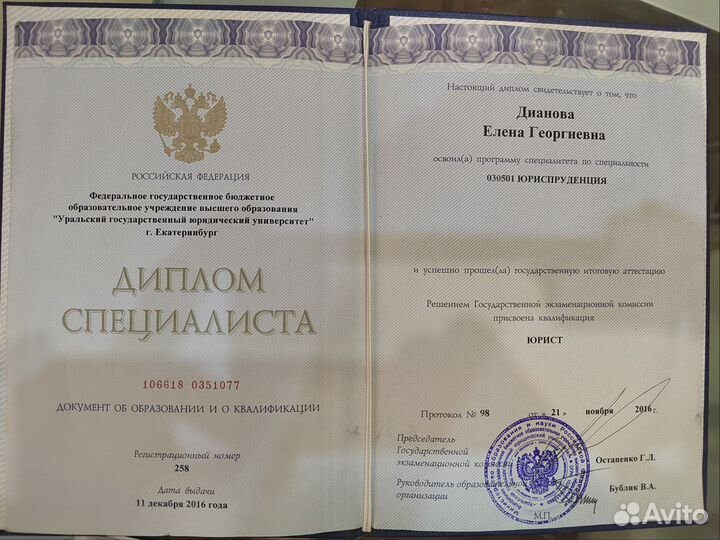 РОССИЙСКАЯ ФЕДЕРАЦИЯ
Федеральное государственное бюджетное
образовательное учреждение высшего образования
"Уральский государственный юридический университет"
г. Екатеринбург
ДИПЛОМ
СПЕЦИАЛИСТА
106618 0351077
ДОКУМЕНТ ОБ ОБРАЗОВАНИИ И О КВАЛИФИКАЦИИ
Регистрационный номер
258
Дата выдачи
11 декабря 2016 года
Настоящий диплом свидетельствует о том, что
Дианова
Елена Георгиевна
освоил(а) программу специалитета по специальности
030501 ЮРИСПРУДЕНЦИЯ
и успешно прошел(ла) государственную итоговую аттестацию
Решением Государственной экзаменационной комиссии
присвоена квалификация
ЮРИСТ
Протокол № 98 от « 21 » ноября 2016 г.
Председатель
Государственной
экзаменационной комиссии
Остапенко Г.Л.
Руководитель образовательной
организации
Бублик В.А.
М.П.
Avito